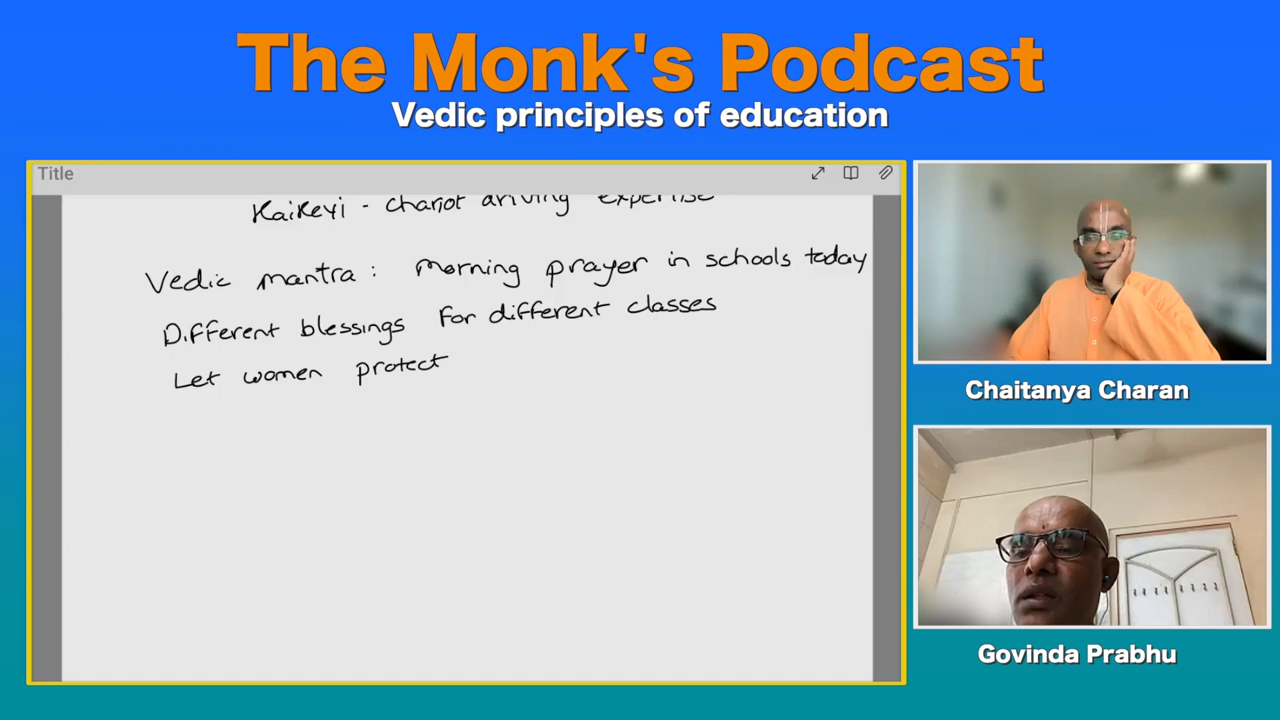 The Monk's Podcast
Vedic principles of education
Title
Kaikeyi - chariot driving expertise
Vedic mantra : Morning prayer in schools today
Different blessings for different classes
Let women protect
Chaitanya Charan
Govinda Prabhu